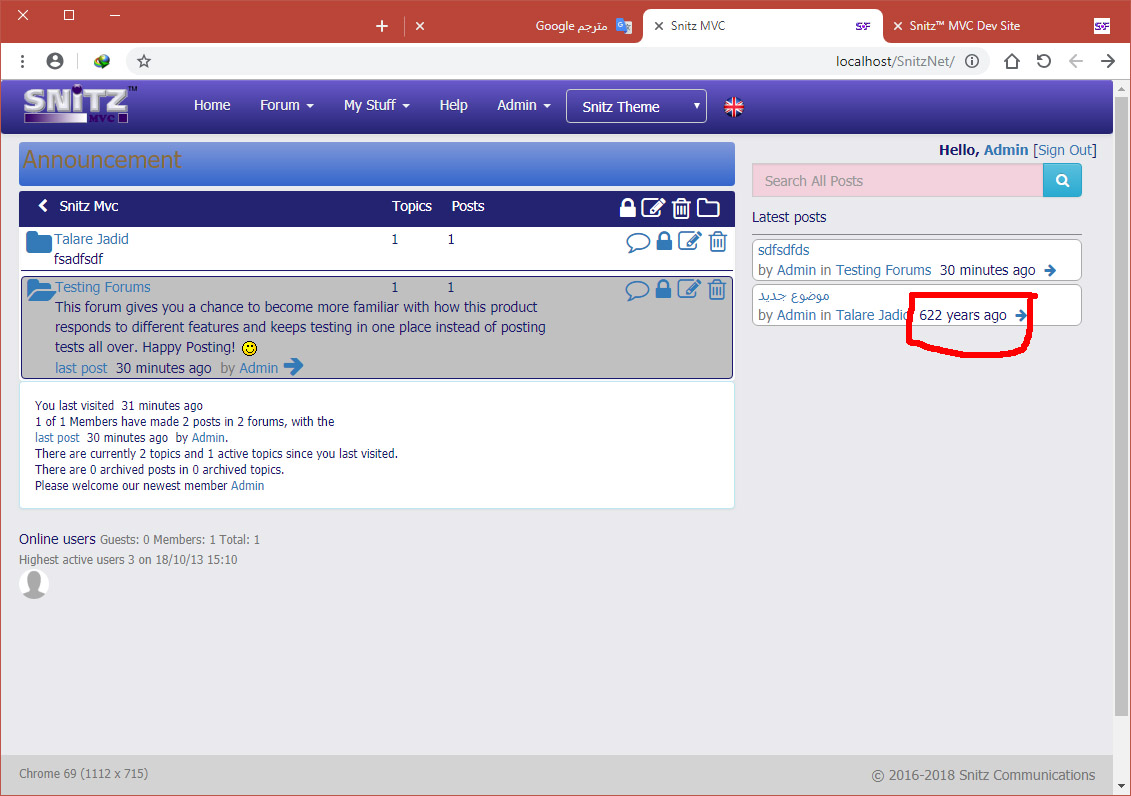 Google مترجم
Snitz MVC
Snitz™ MVC Dev Site
localhost/SnitzNet/
SNiTZ™
MVC
Home
Forum
My Stuff
Help
Admin
Snitz Theme
Announcement
Hello, Admin [Sign Out]
Search All Posts
Snitz Mvc Topics Posts
Talare Jadid 1 1
fsadfsdf
Testing Forums 1 1
This forum gives you a chance to become more familiar with how this product
responds to different features and keeps testing in one place instead of posting
tests all over. Happy Posting!
last post 30 minutes ago by Admin
Latest posts
sdfsdfds
by Admin in Testing Forums 30 minutes ago
موضوع جدید
by Admin in Talare Jadid 622 years ago
You last visited 31 minutes ago
1 of 1 Members have made 2 posts in 2 forums, with the
last post 30 minutes ago by Admin.
There are currently 2 topics and 1 active topics since you last visited.
There are 0 archived posts in 0 archived topics.
Please welcome our newest member Admin
Online users Guests: 0 Members: 1 Total: 1
Highest active users 3 on 18/10/13 15:10
Chrome 69 (1112 x 715)
© 2016-2018 Snitz Communications